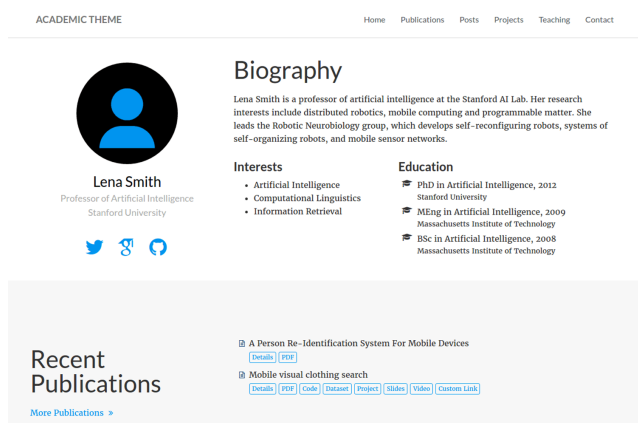 ACADEMIC THEME
Home Publications Posts Projects Teaching Contact
Lena Smith
Professor of Artificial Intelligence
Stanford University
Biography
Lena Smith is a professor of artificial intelligence at the Stanford AI Lab. Her research
interests include distributed robotics, mobile computing and programmable matter. She
leads the Robotic Neurobiology group, which develops self-reconfiguring robots, systems of
self-organizing robots, and mobile sensor networks.
Interests
• Artificial Intelligence
• Computational Linguistics
• Information Retrieval
Education
PhD in Artificial Intelligence, 2012
Stanford University
MEng in Artificial Intelligence, 2009
Massachusetts Institute of Technology
BSc in Artificial Intelligence, 2008
Massachusetts Institute of Technology
Recent
Publications
More Publications »
A Person Re-Identification System For Mobile Devices
Details PDF
Mobile visual clothing search
Details PDF Code Dataset Project Slides Video Custom Link